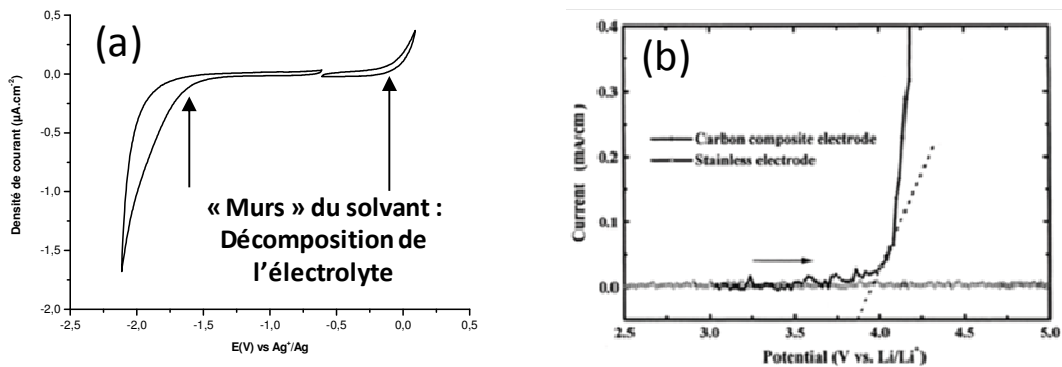 (a)
0,5
0,0
-0,5
-1,0
-1,5
-2,0
Densité de courant (µA.cm⁻²)
-2,5 -2,0 -1,5 -1,0 -0,5 0,0 0,5
E(V) vs Ag⁺/Ag
« Murs » du solvant :
Décomposition de
l’électrolyte
(b)
0.4
0.3
0.2
0.1
0.0
Current (mA/cm)
Carbon composite electrode
Stainless electrode
2.5 3.0 3.5 4.0 4.5 5.0
Potential (V vs. Li/Li⁺)